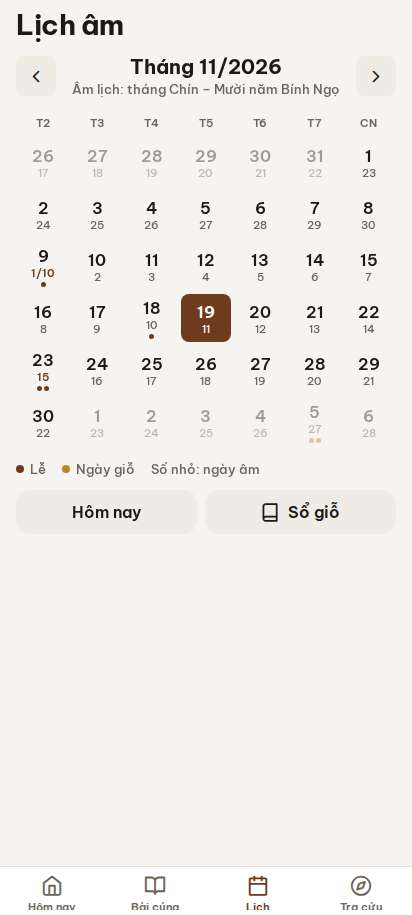 Lịch âm
Tháng 11/2026
Âm lịch: tháng Chín – Mười năm Bính Ngọ
T2 T3 T4 T5 T6 T7 CN
26 27 28 29 30 31 1
17 18 19 20 21 22 23
2 3 4 5 6 7 8
24 25 26 27 28 29 30
9 10 11 12 13 14 15
1/10 2 3 4 5 6 7
16 17 18 19 20 21 22
8 9 10 11 12 13 14
23 24 25 26 27 28 29
15 16 17 18 19 20 21
30 1 2 3 4 5 6
22 23 24 25 26 27 28
Lễ Ngày giỗ Số nhỏ: ngày âm
Hôm nay Sổ giỗ
Hôm nay Bài cúng Lịch Tra cứu